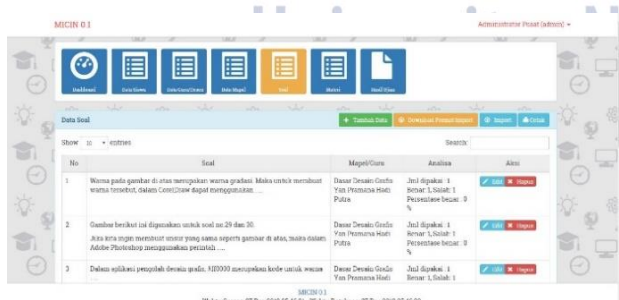 MICIN 0.1
Administrator Pusat (admin)
Dashboard Data Siswa Data Guru/Dosen Data Mapel Soal Materi Hasil Ujian
Data Soal
+ Tambah Data Download Format Import Import Cetak
Show 10 entries
Search:
No Soal Mapel/Guru Analisa Aksi
1 Warna pada gambar di atas merupakan warna gradasi. Maka untuk membuat
warna tersebut, dalam CorelDraw dapat menggunakan .....
Dasar Desain Grafis
Yan Pramana Hadi
Putra
Jml dipakai : 1
Benar: 1, Salah: 1
Persentase benar : 0
%
Edit Hapus
2 Gambar berikut ini digunakan untuk soal no 29 dan 30.
Jika kita ingin membuat unsur yang sama seperti gambar di atas, maka dalam
Adobe Photoshop menggunakan perintah .....
Dasar Desain Grafis
Yan Pramana Hadi
Putra
Jml dipakai : 1
Benar: 1, Salah: 1
Persentase benar : 0
%
Edit Hapus
3 Dalam aplikasi pengolah desain grafis, #ff0000 merupakan kode untuk warna
.....
Dasar Desain Grafis
Yan Pramana Hadi
Jml dipakai : 1
Benar: 1, Salah: 1
Edit Hapus
MICIN 0.1